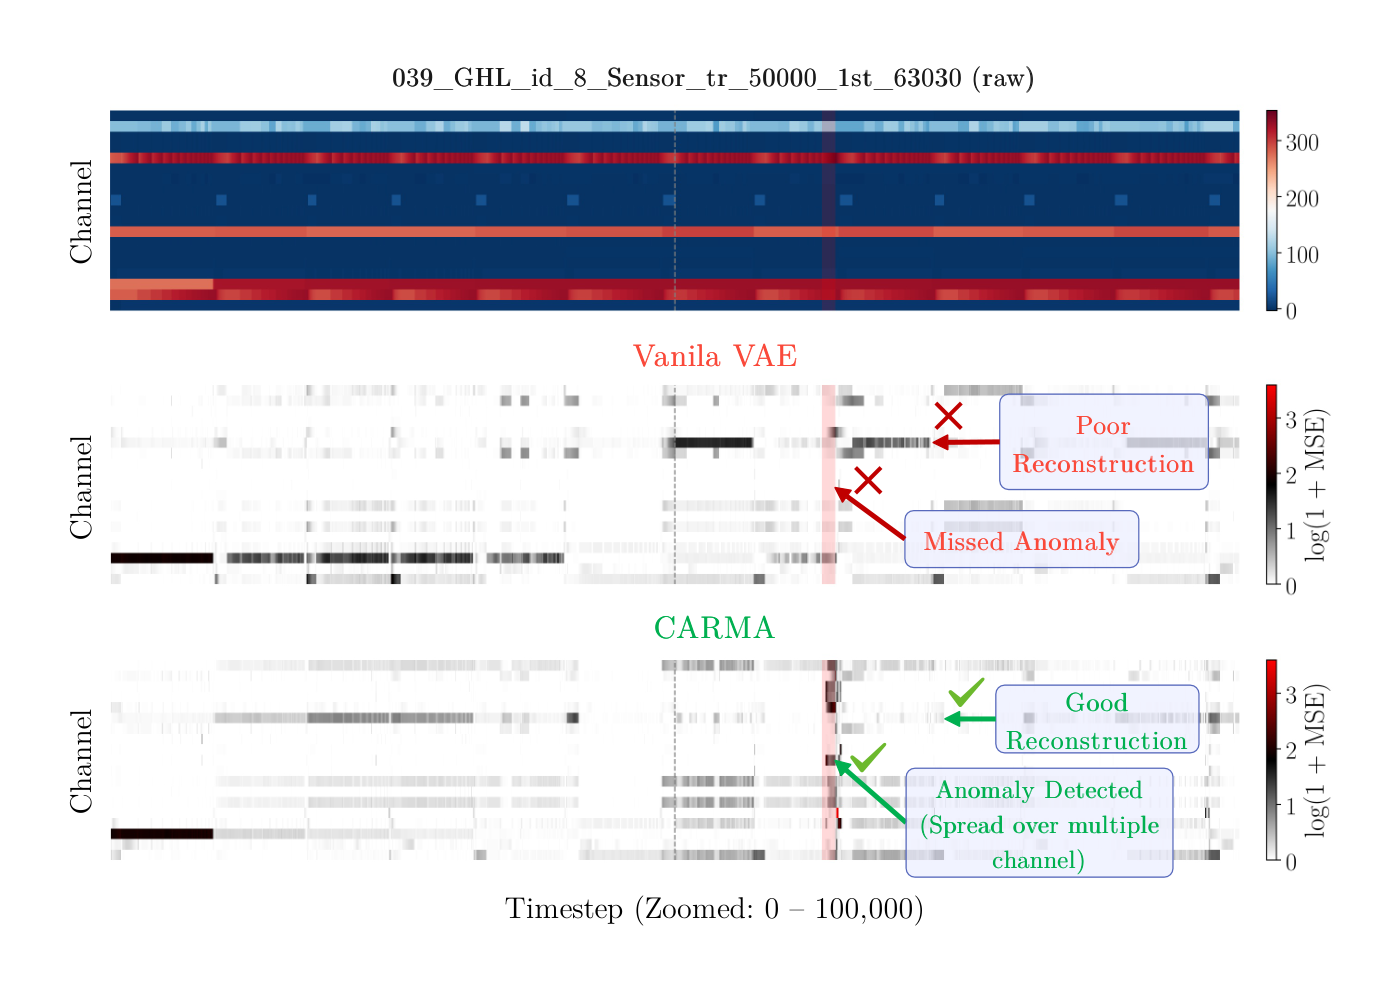 039_GHL_id_8_Sensor_tr_50000_1st_63030 (raw)
Channel
300
200
100
0
Vanila VAE
Channel
Poor
Reconstruction
Missed Anomaly
3
2
1
0
log(1 + MSE)
CARMA
Channel
Good
Reconstruction
Anomaly Detected
(Spread over multiple
channel)
3
2
1
0
log(1 + MSE)
Timestep (Zoomed: 0 – 100,000)